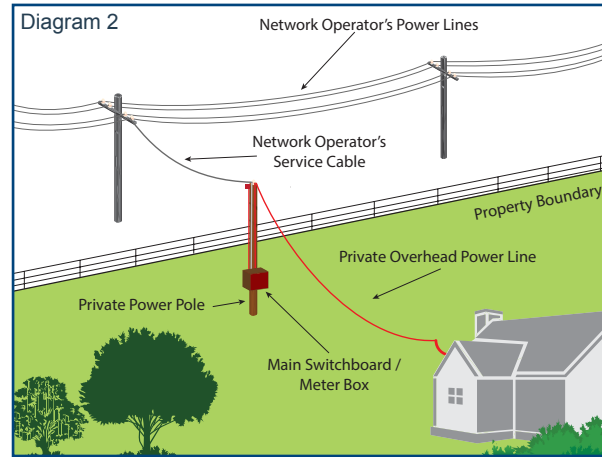 Diagram 2
Network Operator's Power Lines
Network Operator's
Service Cable
Property Boundary
Private Overhead Power Line
Private Power Pole
Main Switchboard /
Meter Box